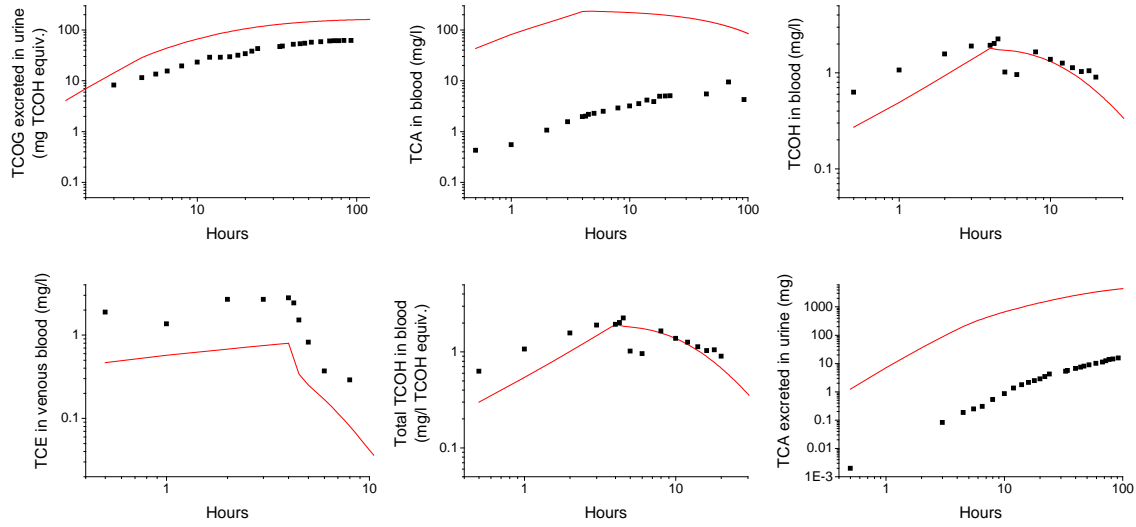 TCOG excreted in urine
(mg TCOH equiv.)
100
10
1
0.1
10
100
Hours
TCA in blood (mg/l)
100
10
1
0.1
1
10
100
Hours
TCOH in blood (mg/l)
10
1
0.1
1
10
Hours
TCE in venous blood (mg/l)
1
0.1
1
10
Hours
Total TCOH in blood
(mg/l TCOH equiv.)
10
1
0.1
1
10
Hours
TCA excreted in urine (mg)
1000
100
10
1
0.1
0.01
1E-3
1
10
100
Hours